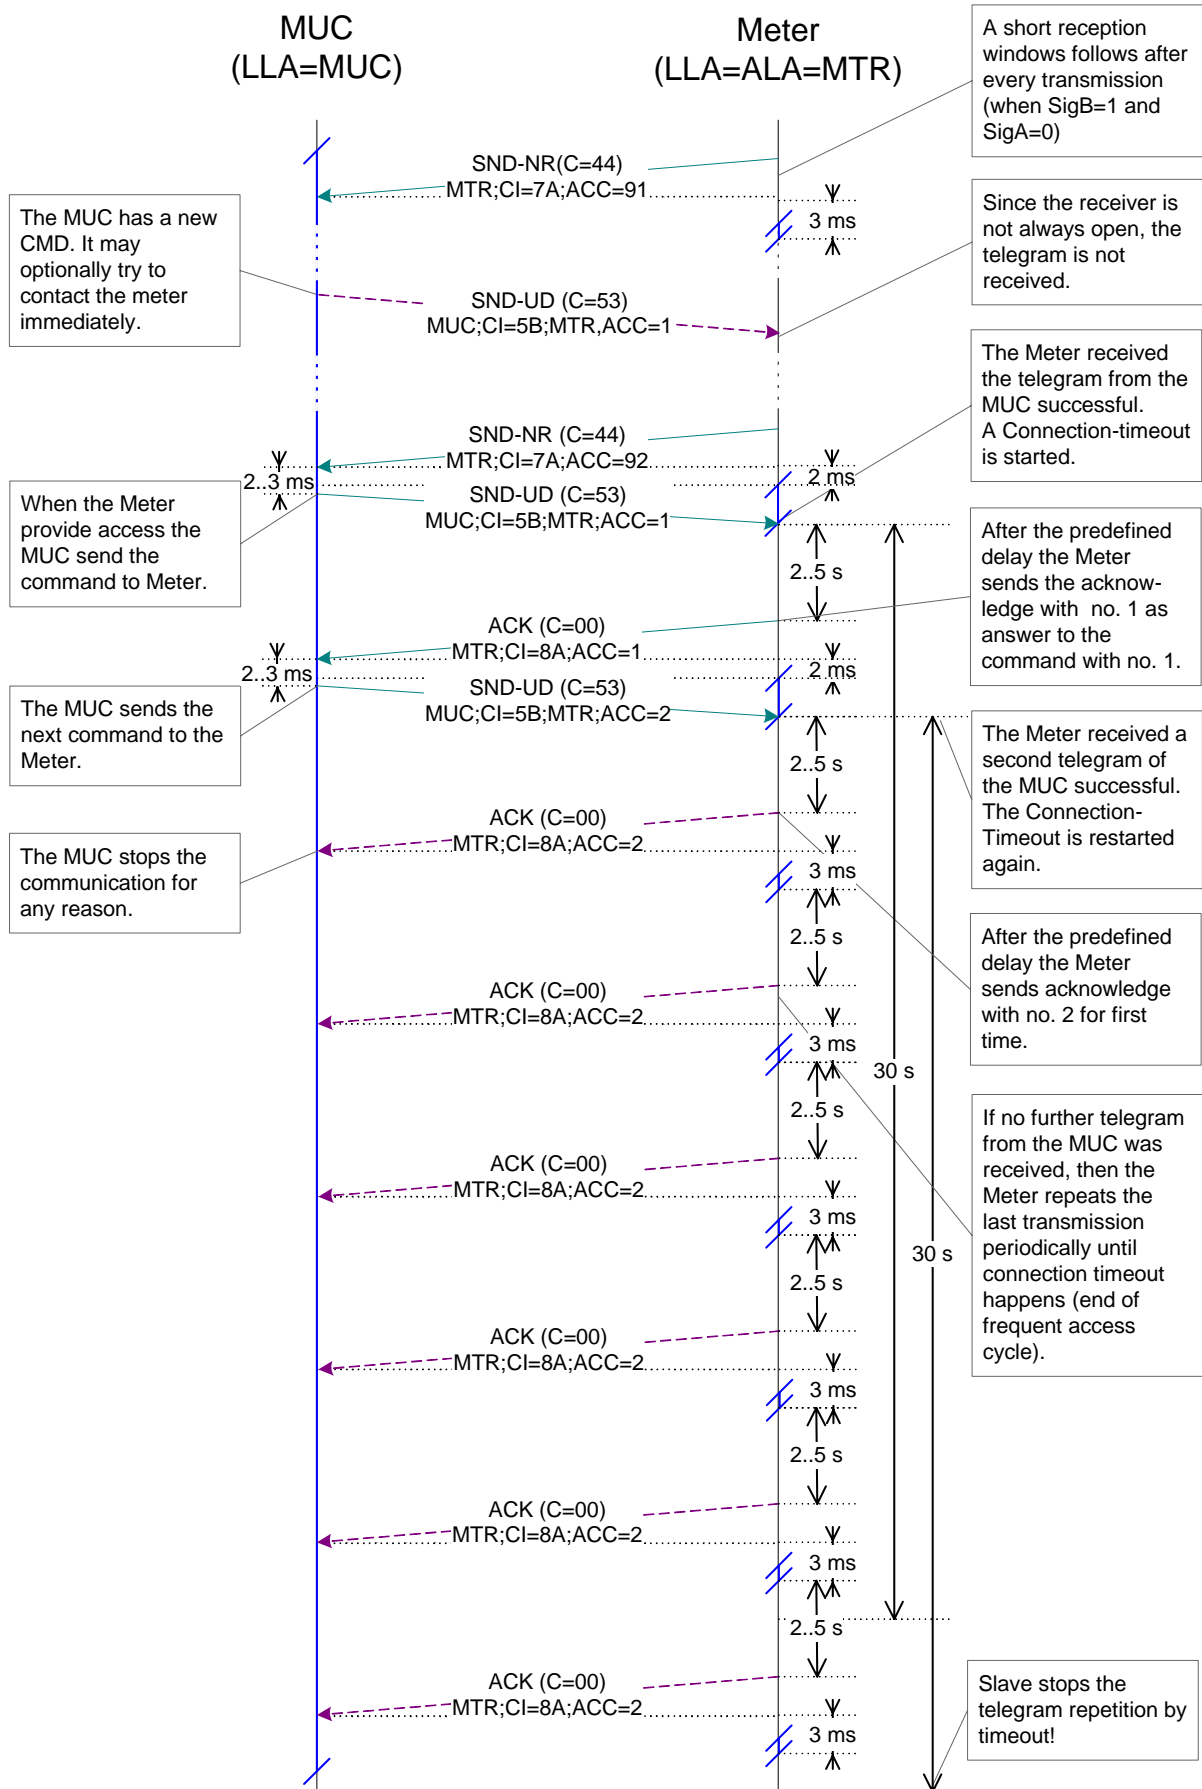 MUC
(LLA=MUC)
Meter
(LLA=ALA=MTR)
A short reception
windows follows after
every transmission
(when SigB=1 and
SigA=0)
SND-NR(C=44)
MTR;CI=7A;ACC=91
3 ms
The MUC has a new
CMD. It may
optionally try to
contact the meter
immediately.
Since the receiver is
not always open, the
telegram is not
received.
SND-UD (C=53)
MUC;CI=5B;MTR,ACC=1
The Meter received
the telegram from the
MUC successful.
A Connection-timeout
is started.
SND-NR (C=44)
MTR;CI=7A;ACC=92
2..3 ms
2 ms
SND-UD (C=53)
MUC;CI=5B;MTR;ACC=1
When the Meter
provide access the
MUC send the
command to Meter.
2..5 s
After the predefined
delay the Meter
sends the acknow-
ledge with  no. 1 as
answer to the
command with no. 1.
ACK (C=00)
MTR;CI=8A;ACC=1
2..3 ms
2 ms
SND-UD (C=53)
MUC;CI=5B;MTR;ACC=2
The MUC sends the
next command to the
Meter.
2..5 s
The Meter received a
second telegram of
the MUC successful.
The Connection-
Timeout is restarted
again.
ACK (C=00)
MTR;CI=8A;ACC=2
The MUC stops the
communication for
any reason.
3 ms
2..5 s
After the predefined
delay the Meter
sends acknowledge
with no. 2 for first
time.
ACK (C=00)
MTR;CI=8A;ACC=2
3 ms
30 s
2..5 s
If no further telegram
from the MUC was
received, then the
Meter repeats the
last transmission
periodically until
connection timeout
happens (end of
frequent access
cycle).
ACK (C=00)
MTR;CI=8A;ACC=2
3 ms
30 s
2..5 s
ACK (C=00)
MTR;CI=8A;ACC=2
3 ms
2..5 s
ACK (C=00)
MTR;CI=8A;ACC=2
3 ms
2..5 s
ACK (C=00)
MTR;CI=8A;ACC=2
3 ms
Slave stops the
telegram repetition by
timeout!